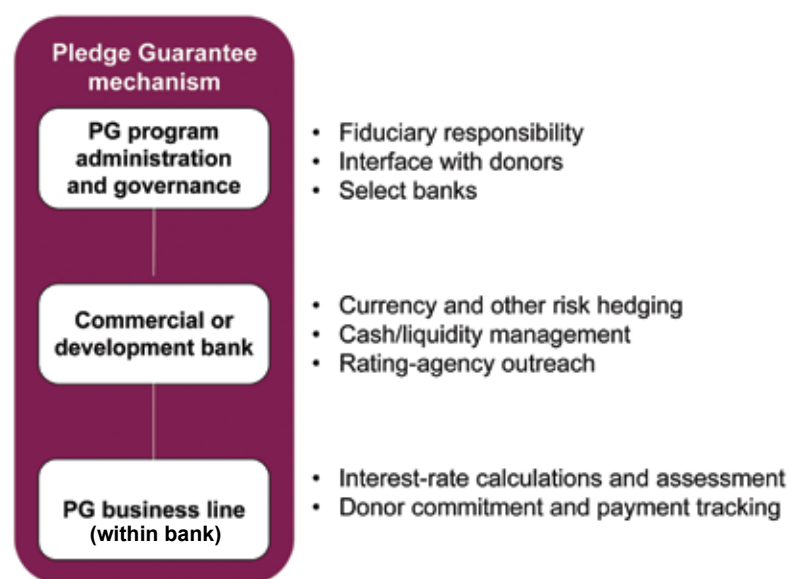 Pledge Guarantee
mechanism
PG program
administration
and governance
• Fiduciary responsibility
• Interface with donors
• Select banks
Commercial or
development bank
• Currency and other risk hedging
• Cash/liquidity management
• Rating-agency outreach
PG business line
(within bank)
• Interest-rate calculations and assessment
• Donor commitment and payment tracking